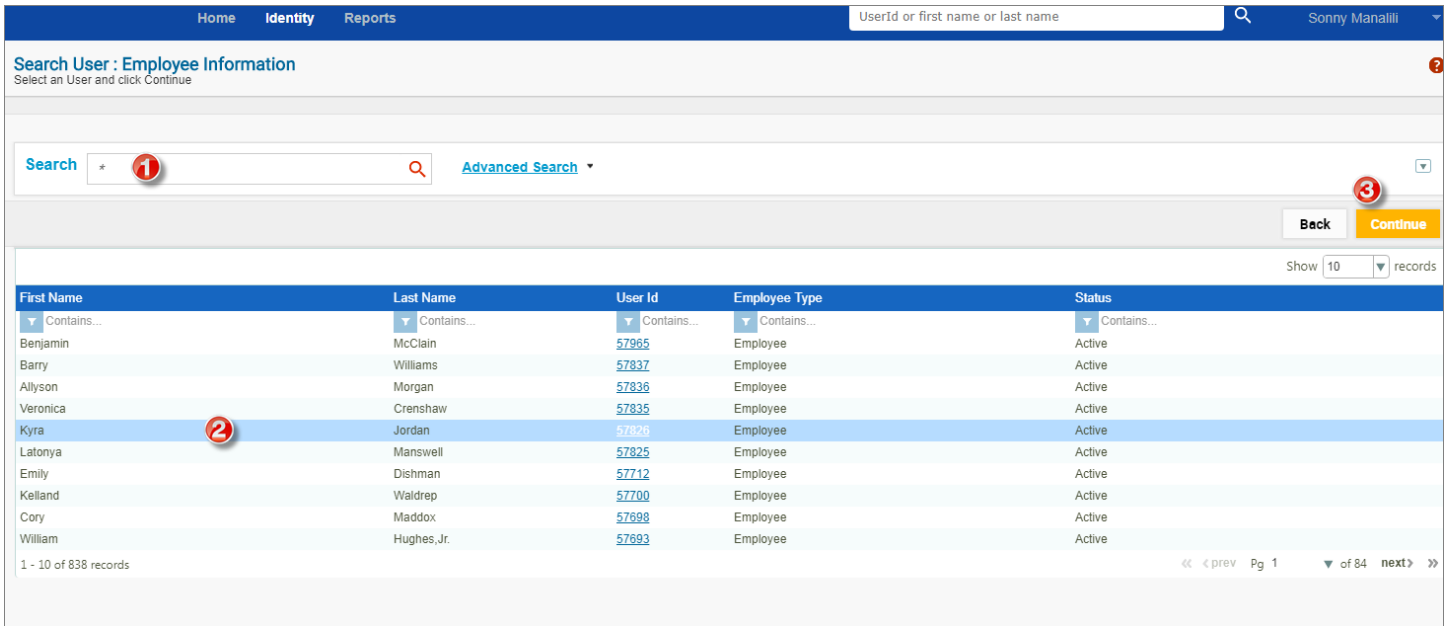 Home Identity Reports UserId or first name or last name Sonny Manalili
Search User : Employee Information
Select an User and click Continue
?
Search * 1 Advanced Search
3
Back Continue
Show 10 records
First Name Last Name User Id Employee Type Status
Contains... Contains... Contains... Contains... Contains...
Benjamin McClain 57965 Employee Active
Barry Williams 57837 Employee Active
Allyson Morgan 57836 Employee Active
Veronica Crenshaw 57835 Employee Active
Kyra 2 Jordan 57826 Employee Active
Latonya Manswell 57825 Employee Active
Emily Dishman 57712 Employee Active
Kelland Waldrep 57700 Employee Active
Cory Maddox 57698 Employee Active
William Hughes,Jr. 57693 Employee Active
1 - 10 of 838 records « ‹ prev Pg 1 of 84 next › »